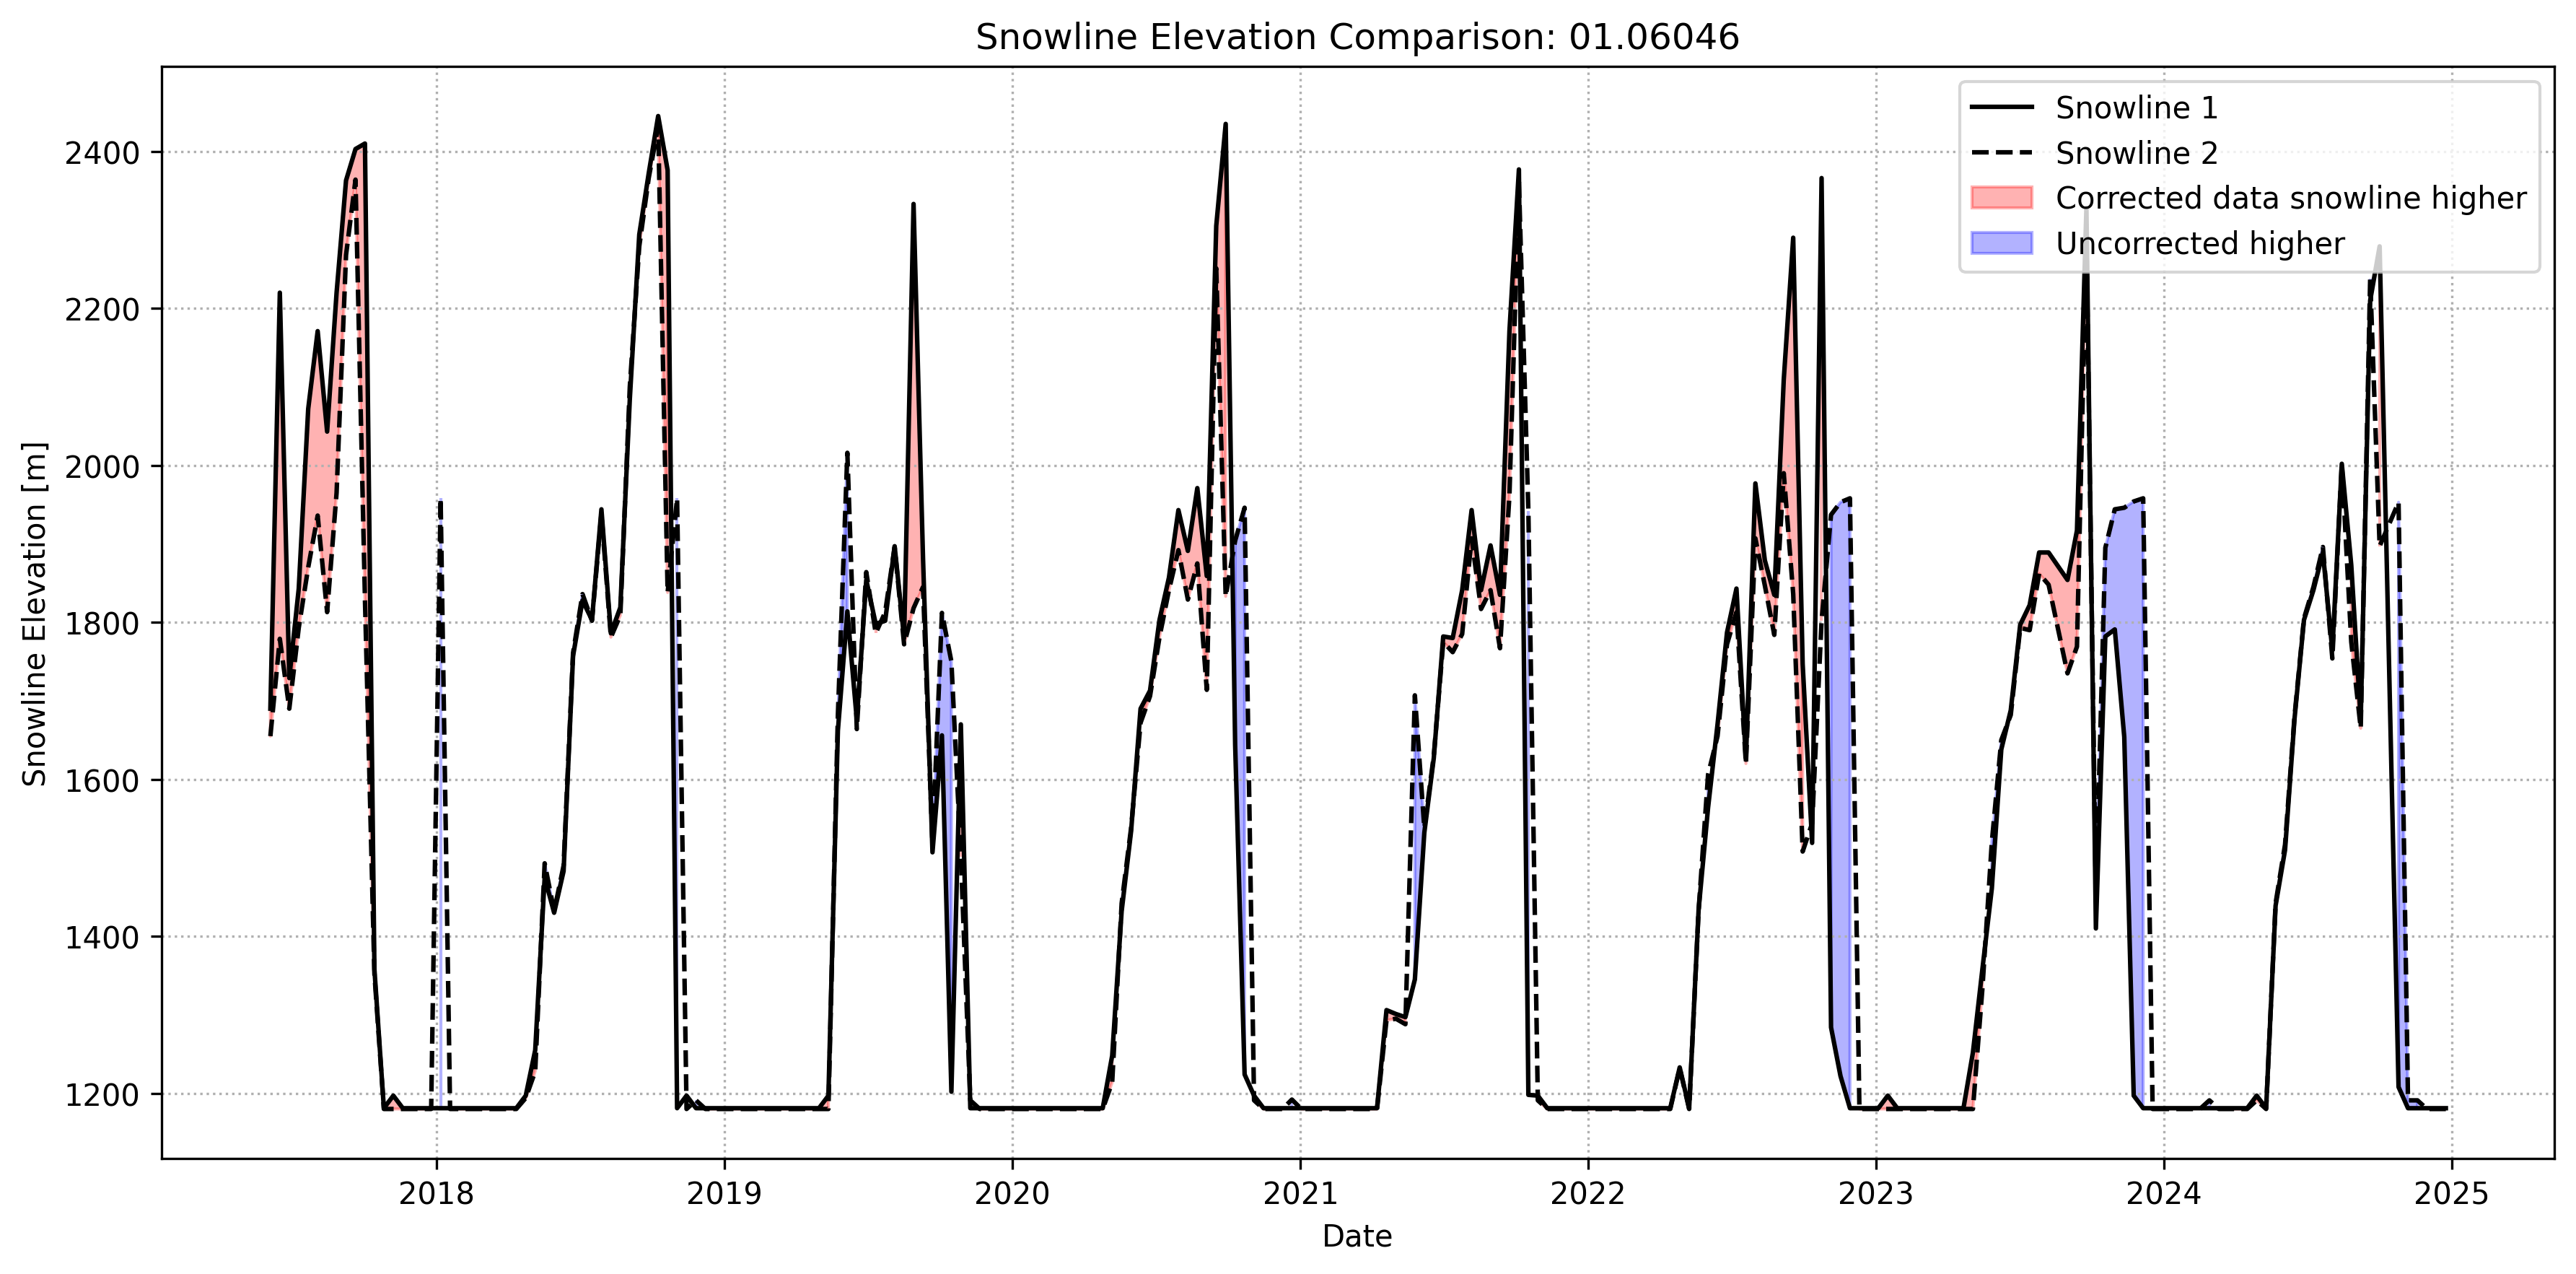 Snowline Elevation Comparison: 01.06046
Snowline 1
Snowline 2
Corrected data snowline higher
Uncorrected higher
Snowline Elevation [m]
2400
2200
2000
1800
1600
1400
1200
2018 2019 2020 2021 2022 2023 2024 2025
Date